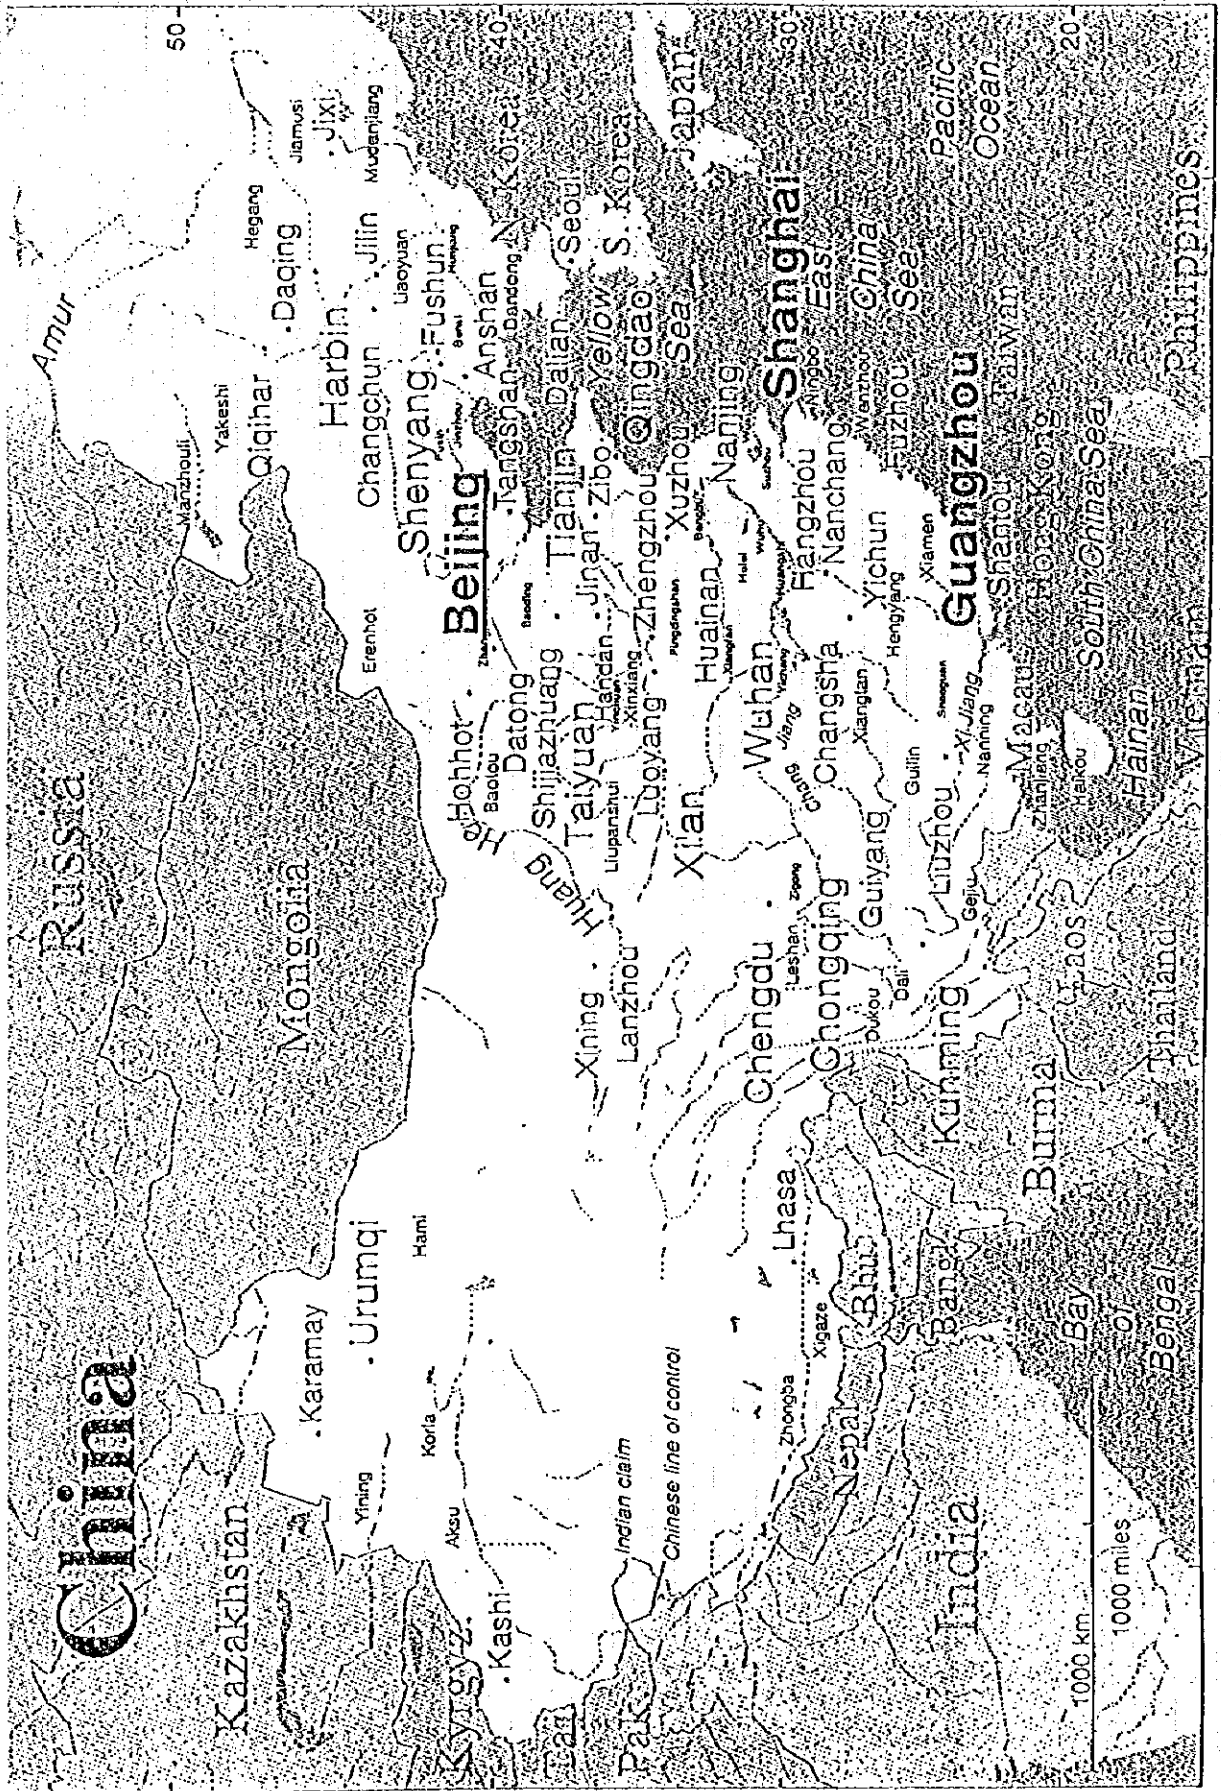 China
Russia
Kazakhstan
Mongolia
Amur
50
Manzhouli
Yakeshi
Hegang
Qiqihar
Daqing
Jiamusi
Jixi
Harbin
Mudanjiang
Karamay
Yining
Urumqi
Hami
Erenhot
Changchun
Jilin
Liaoyuan
Korla
Aksu
Shenyang
Fushun
Hohhot
Beijing
Anshan
Kyrgyz.
Kashi
He
Baotou
Datong
Baoding
Tangshan
Dandong
N. Korea
40
Taj.
Huang
Shijiazhuang
Tianjin
Dalian
Seoul
Xining
Huang
Taiyuan
Handan
Jinan
Zibo
Yellow
Sea
S. Korea
Indian claim
Pak.
Lanzhou
Liupanshui
Xinxiang
Luoyang
Zhengzhou
Qingdao
Japan
Chinese line of control
Xian
Pingdingshan
Xuzhou
Huainan
Bengbu
Nanjing
Chengdu
Wuhan
Hefei
Wuhu
Suzhou
Shanghai
Zhongba
Lhasa
Leshan
Zigong
Jiang
Yichang
Huangshi
Hangzhou
Ningbo
30
Xigaze
Chongqing
Chang
Changsha
Nanchang
East
China
Sea
Nepal
Bhu.
Dukou
Guiyang
Xiangtan
Yichun
Wenzhou
Dali
Hengyang
Fuzhou
Guilin
Xiamen
India
Bangl.
Kunming
Liuzhou
Shaoguan
Guangzhou
Pacific
Ocean
Gejiu
Xi Jiang
Nanning
Shantou
Taiwan
Burma
Macau
Hong Kong
Zhanjiang
Laos
Haikou
South China Sea
20
1000 km
1000 miles
Bay
of
Bengal
Hainan
Thailand
Vietnam
Philippines